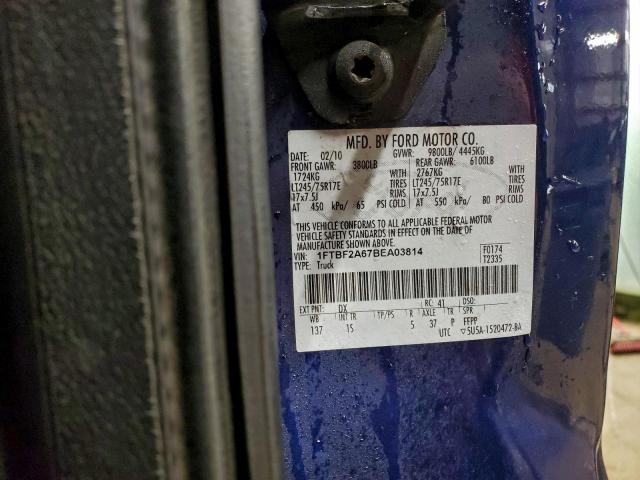 MFD. BY FORD MOTOR CO.
DATE: 02/10 GVWR: 9800LB/ 4445KG
FRONT GAWR: 3800LB REAR GAWR: 6100LB
1724KG WITH 2767KG WITH
LT245/75R17E TIRES LT245/75R17E TIRES
17x7.5J RIMS 17x7.5J RIMS
AT 450 kPa/ 65 PSI COLD AT 550 kPa/ 80 PSI COLD
THIS VEHICLE CONFORMS TO ALL APPLICABLE FEDERAL MOTOR
VEHICLE SAFETY STANDARDS IN EFFECT ON THE DATE OF
MANUFACTURE SHOWN ABOVE.
VIN: 1FTBF2A67BEA03814 F0174
TYPE: Truck T2335
EXT PNT: DX RC: 41 DSO:
WB INT TR TP/PS R AXLE TR SPR
137 1S 5 37 P FFPP
UTC ▽5U5A-1520472-BA